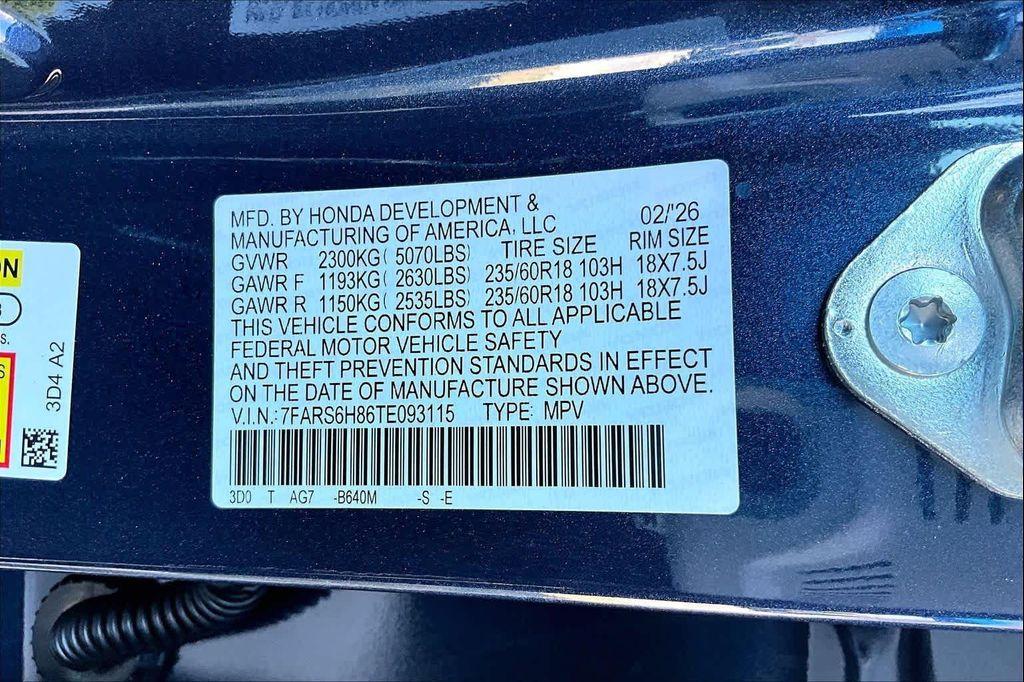 MFD. BY HONDA DEVELOPMENT &
MANUFACTURING OF AMERICA, LLC 02/'26
GVWR 2300KG( 5070LBS) TIRE SIZE RIM SIZE
GAWR F 1193KG( 2630LBS) 235/60R18 103H 18X7.5J
GAWR R 1150KG( 2535LBS) 235/60R18 103H 18X7.5J
THIS VEHICLE CONFORMS TO ALL APPLICABLE
FEDERAL MOTOR VEHICLE SAFETY
AND THEFT PREVENTION STANDARDS IN EFFECT
ON THE DATE OF MANUFACTURE SHOWN ABOVE.
V.I.N.:7FARS6H86TE093115 TYPE: MPV
3D0 T AG7 -B640M -S -E
3D4 A2